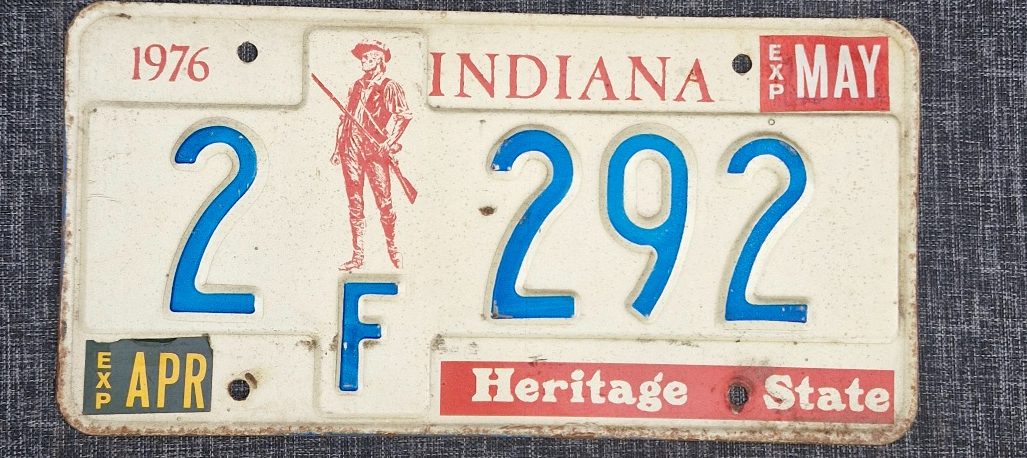 1976 INDIANA EXP MAY
2 F 292
EXP APR Heritage State